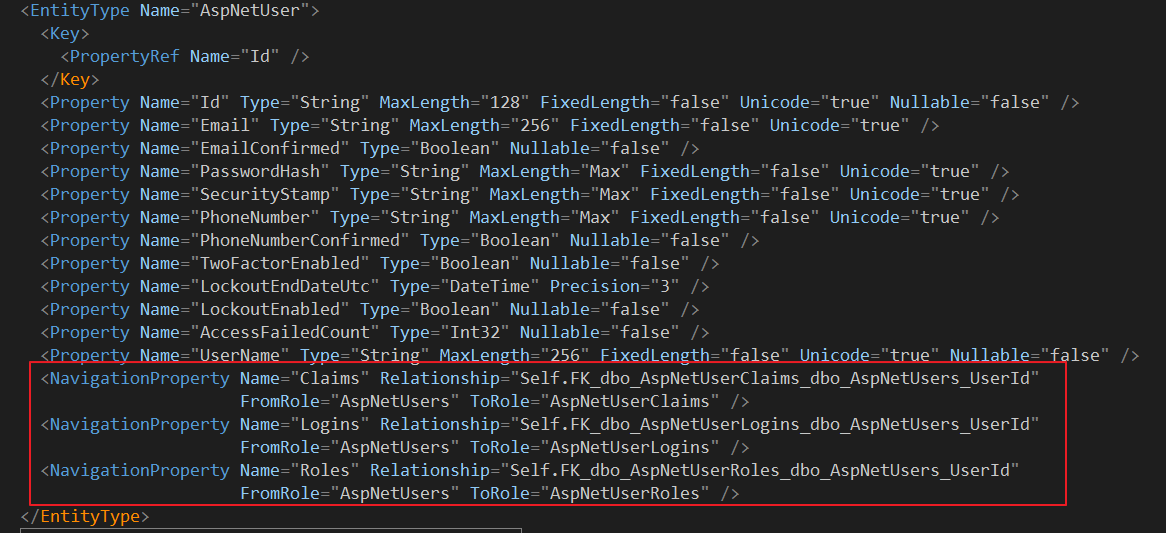 <EntityType Name="AspNetUser">
<Key>
<PropertyRef Name="Id" />
</Key>
<Property Name="Id" Type="String" MaxLength="128" FixedLength="false" Unicode="true" Nullable="false" />
<Property Name="Email" Type="String" MaxLength="256" FixedLength="false" Unicode="true" />
<Property Name="EmailConfirmed" Type="Boolean" Nullable="false" />
<Property Name="PasswordHash" Type="String" MaxLength="Max" FixedLength="false" Unicode="true" />
<Property Name="SecurityStamp" Type="String" MaxLength="Max" FixedLength="false" Unicode="true" />
<Property Name="PhoneNumber" Type="String" MaxLength="Max" FixedLength="false" Unicode="true" />
<Property Name="PhoneNumberConfirmed" Type="Boolean" Nullable="false" />
<Property Name="TwoFactorEnabled" Type="Boolean" Nullable="false" />
<Property Name="LockoutEndDateUtc" Type="DateTime" Precision="3" />
<Property Name="LockoutEnabled" Type="Boolean" Nullable="false" />
<Property Name="AccessFailedCount" Type="Int32" Nullable="false" />
<Property Name="UserName" Type="String" MaxLength="256" FixedLength="false" Unicode="true" Nullable="false" />
<NavigationProperty Name="Claims" Relationship="Self.FK_dbo_AspNetUserClaims_dbo_AspNetUsers_UserId"
FromRole="AspNetUsers" ToRole="AspNetUserClaims" />
<NavigationProperty Name="Logins" Relationship="Self.FK_dbo_AspNetUserLogins_dbo_AspNetUsers_UserId"
FromRole="AspNetUsers" ToRole="AspNetUserLogins" />
<NavigationProperty Name="Roles" Relationship="Self.FK_dbo_AspNetUserRoles_dbo_AspNetUsers_UserId"
FromRole="AspNetUsers" ToRole="AspNetUserRoles" />
</EntityType>